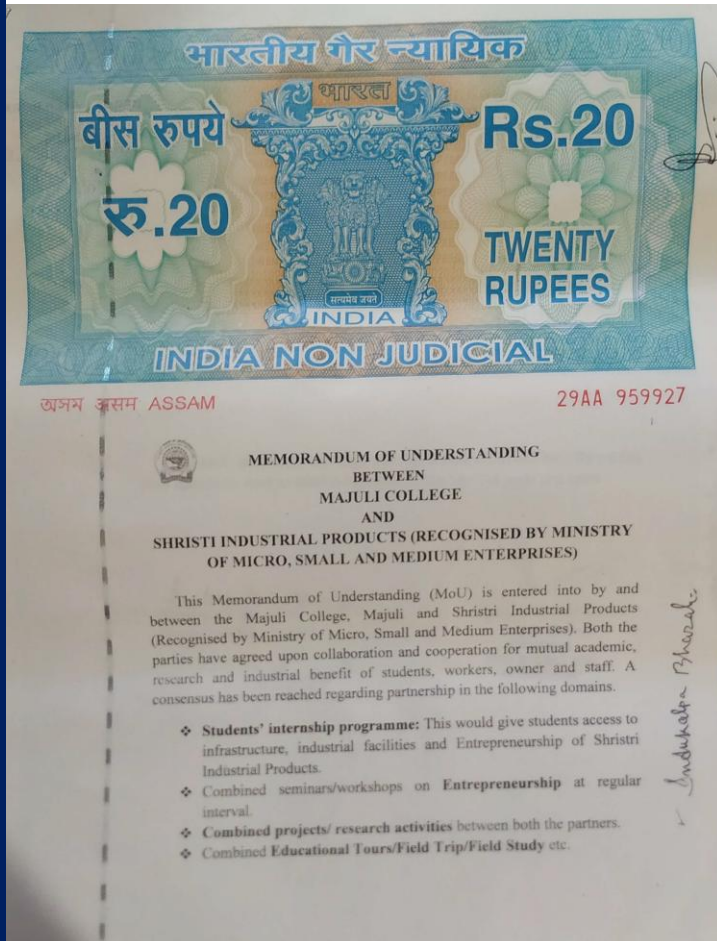 भारतीय गैर न्यायिक
भारत
बीस रुपये
Rs.20
रु.20
TWENTY
RUPEES
सत्यमेव जयते
INDIA
INDIA NON JUDICIAL
অসম असम ASSAM
29AA 959927
MEMORANDUM OF UNDERSTANDING
BETWEEN
MAJULI COLLEGE
AND
SHRISTI INDUSTRIAL PRODUCTS (RECOGNISED BY MINISTRY
OF MICRO, SMALL AND MEDIUM ENTERPRISES)
This Memorandum of Understanding (MoU) is entered into by and
between the Majuli College, Majuli and Shristri Industrial Products
(Recognised by Ministry of Micro, Small and Medium Enterprises). Both the
parties have agreed upon collaboration and cooperation for mutual academic,
research and industrial benefit of students, workers, owner and staff. A
consensus has been reached regarding partnership in the following domains.
❖ Students' internship programme: This would give students access to
infrastructure, industrial facilities and Entrepreneurship of Shristri
Industrial Products.
❖ Combined seminars/workshops on Entrepreneurship at regular
interval.
❖ Combined projects/ research activities between both the partners.
❖ Combined Educational Tours/Field Trip/Field Study etc.
Indukalpa Bharali